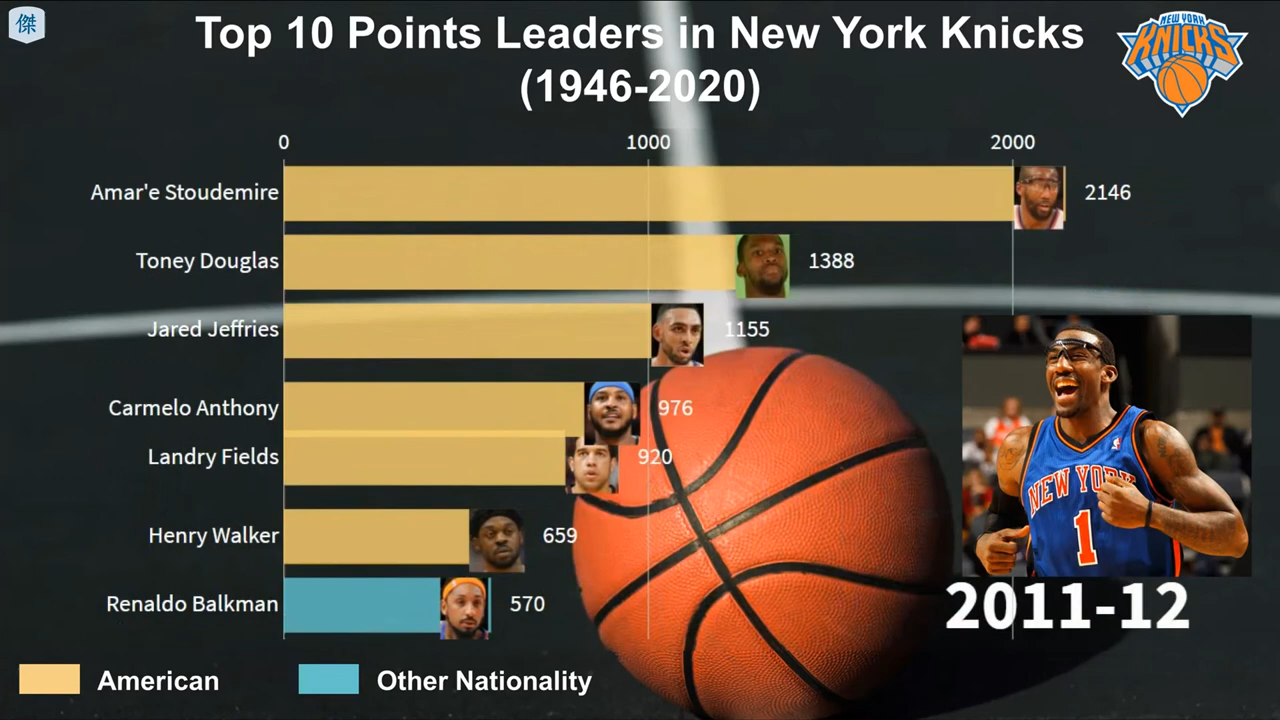 傑
Top 10 Points Leaders in New York Knicks
(1946-2020)
NEW YORK
KNICKS
0 1000 2000
Amar'e Stoudemire 2146
Toney Douglas 1388
Jared Jeffries 1155
Carmelo Anthony 976
Landry Fields 920
Henry Walker 659
Renaldo Balkman 570
NEW YORK
1
2011-12
American Other Nationality